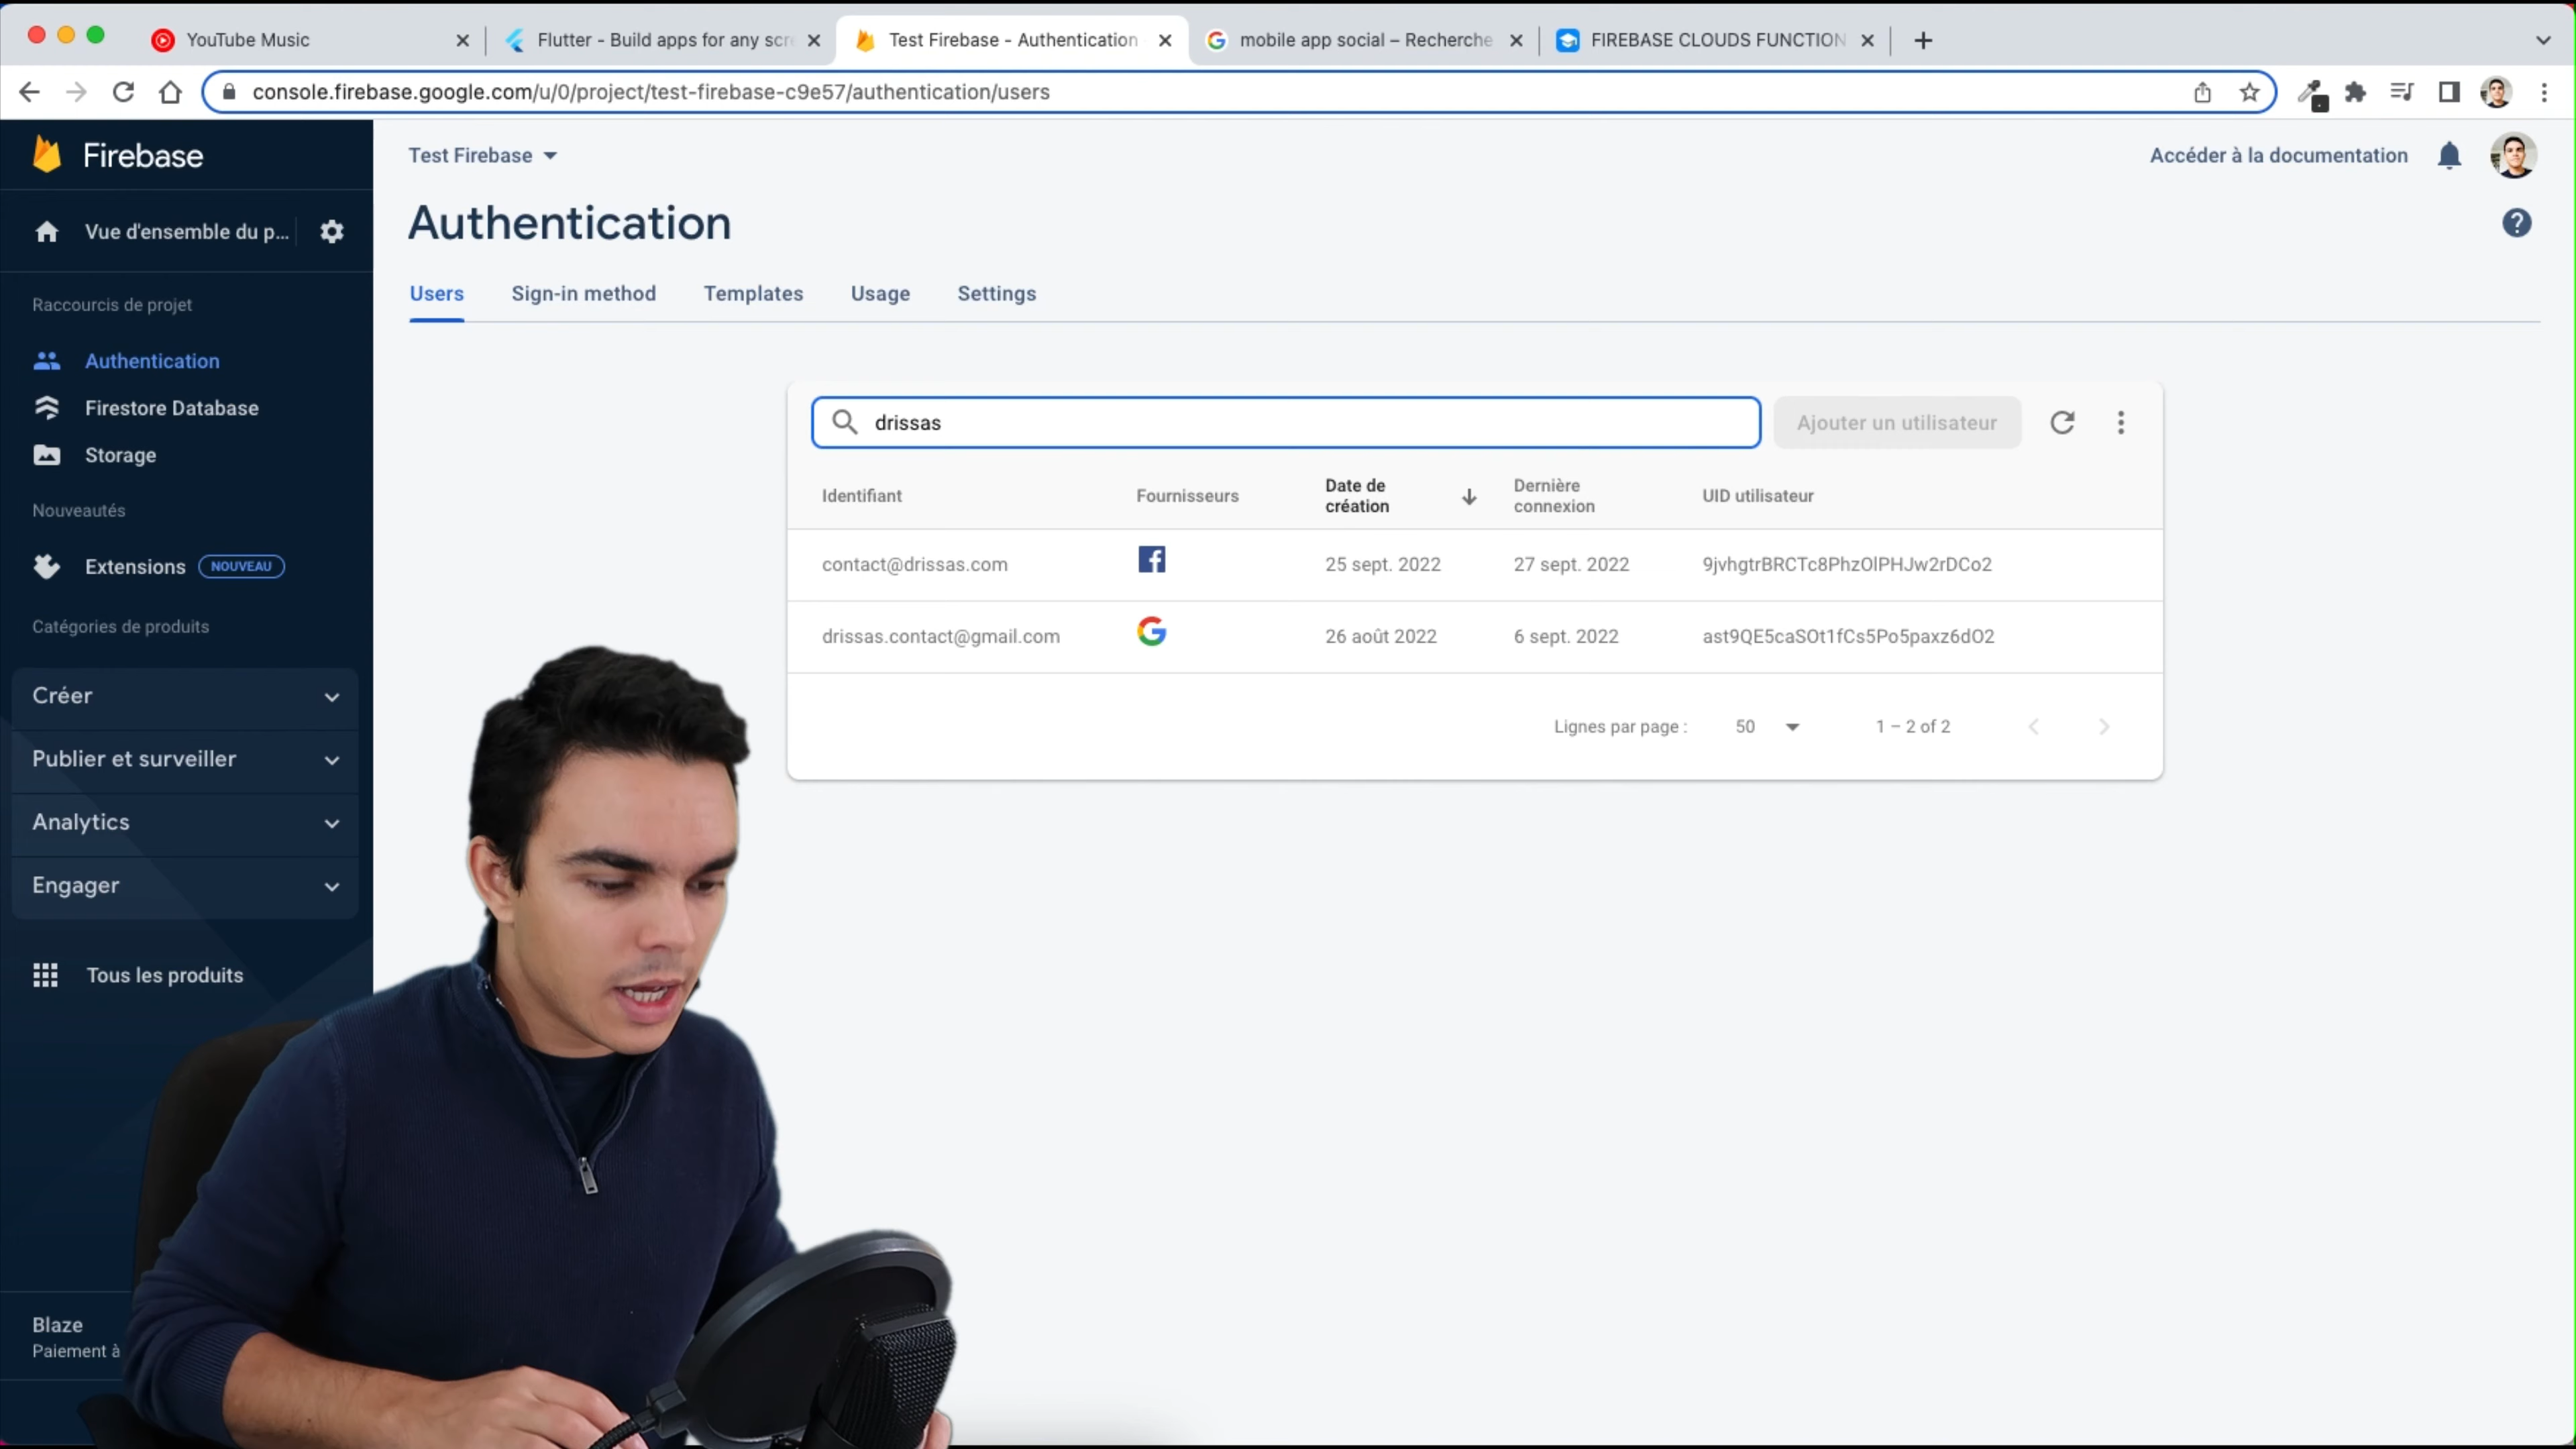 YouTube Music
Flutter - Build apps for any scre
Test Firebase - Authentication
mobile app social – Recherche
FIREBASE CLOUDS FUNCTION
console.firebase.google.com/u/0/project/test-firebase-c9e57/authentication/users
Firebase
Test Firebase
Accéder à la documentation
Vue d'ensemble du p...
Authentication
Users Sign-in method Templates Usage Settings
Raccourcis de projet
Authentication
Firestore Database
Storage
Nouveautés
Extensions NOUVEAU
Catégories de produits
Créer
Publier et surveiller
Analytics
Engager
Tous les produits
Blaze
Paiement à
drissas
Ajouter un utilisateur
Identifiant Fournisseurs Date de création Dernière connexion UID utilisateur
contact@drissas.com 25 sept. 2022 27 sept. 2022 9jvhgtrBRCTc8PhzOlPHJw2rDCo2
drissas.contact@gmail.com 26 août 2022 6 sept. 2022 ast9QE5caSOt1fCs5Po5paxz6dO2
Lignes par page : 50 1 – 2 of 2